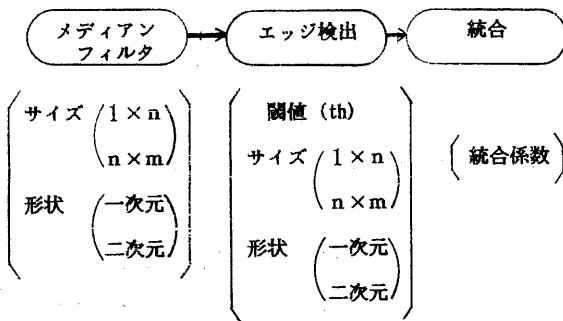 メディアン
フィルタ
エッジ検出
統合
サイズ
1×n
n×m
形状
一次元
二次元
閾値 (th)
サイズ
1×n
n×m
形状
一次元
二次元
統合係数